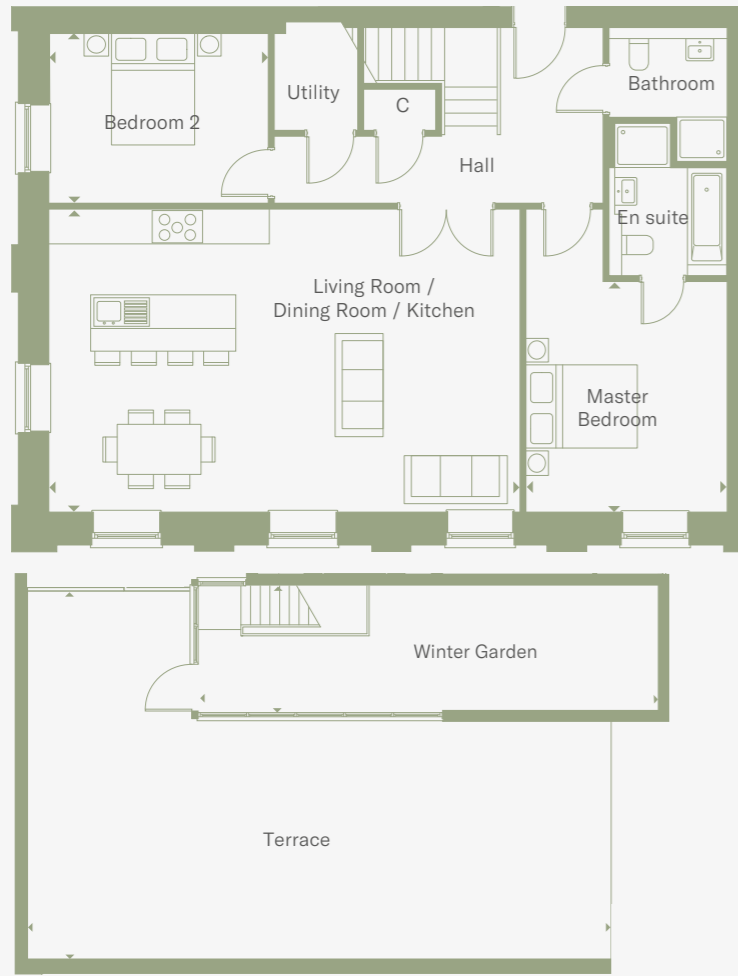 Bathroom
Utility
C
Bedroom 2
Hall
En suite
Living Room /
Dining Room / Kitchen
Master
Bedroom
Winter Garden
Terrace